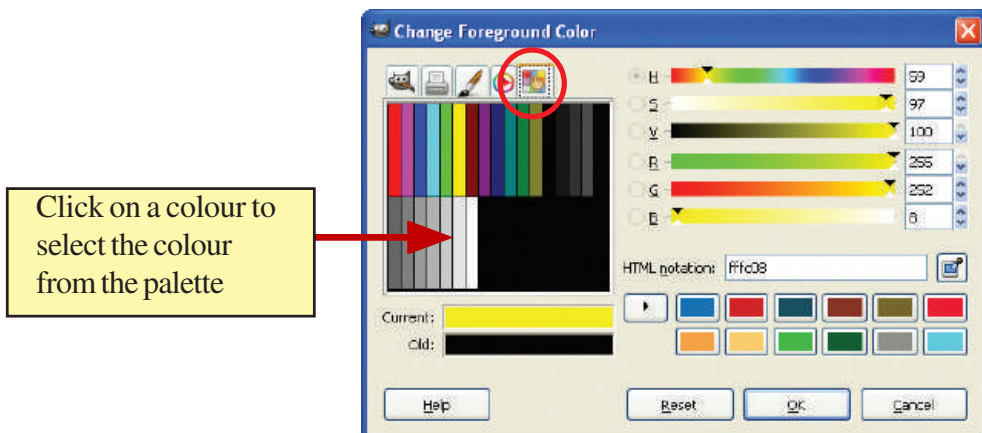 Change Foreground Color
H 59
S 97
V 100
R 255
G 252
B 8
Click on a colour to
select the colour
from the palette
HTML notation: fffc08
Current:
Old:
Help
Reset
OK
Cancel